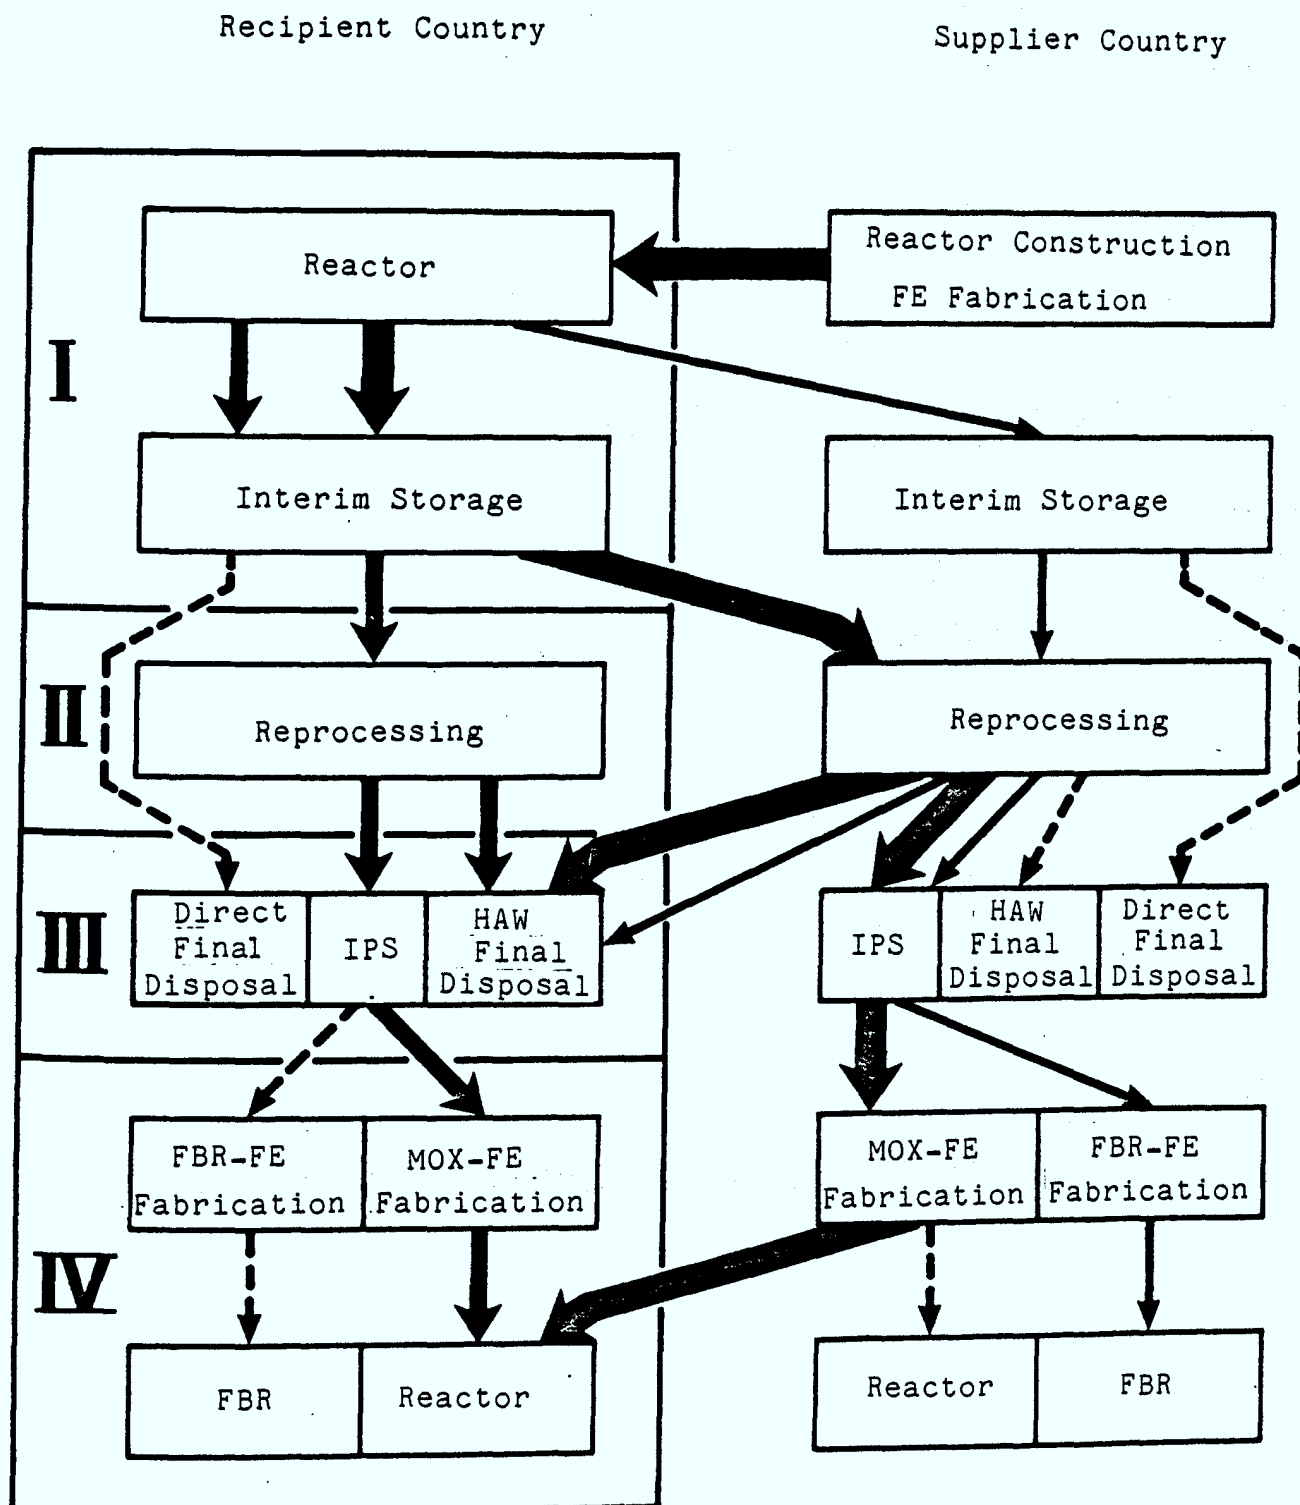 Recipient Country
Supplier Country
Reactor
Reactor Construction
FE Fabrication
I
Interim Storage
Interim Storage
II
Reprocessing
Reprocessing
III
Direct
Final
Disposal
IPS
HAW
Final
Disposal
IPS
HAW
Final
Disposal
Direct
Final
Disposal
FBR-FE
Fabrication
MOX-FE
Fabrication
MOX-FE
Fabrication
FBR-FE
Fabrication
IV
FBR
Reactor
Reactor
FBR